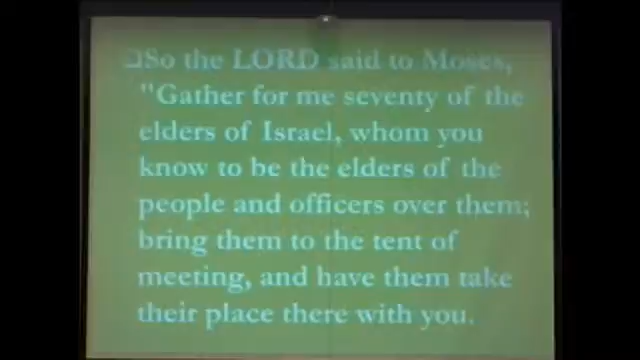 □So the LORD said to Moses,
"Gather for me seventy of the
elders of Israel, whom you
know to be the elders of the
people and officers over them;
bring them to the tent of
meeting, and have them take
their place there with you.